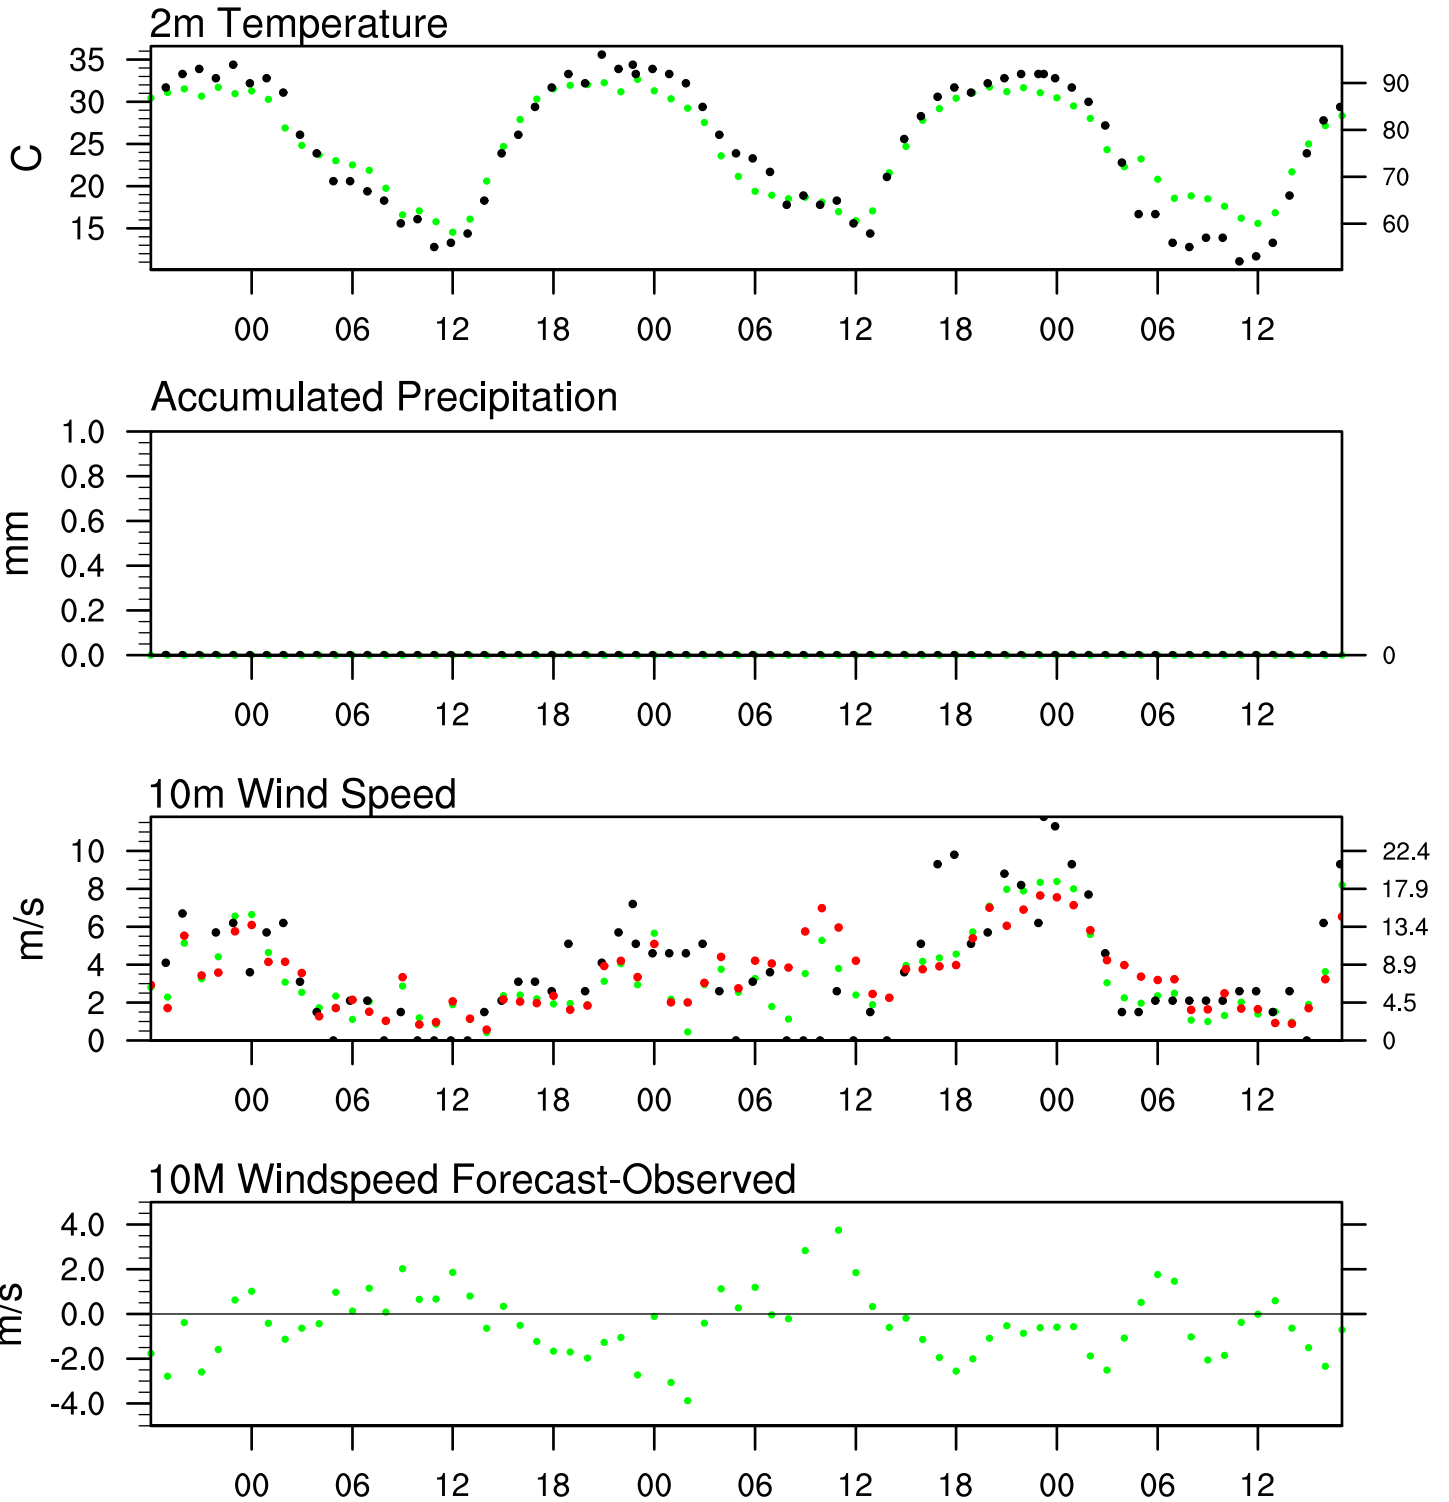 2m Temperature
35
30
25
20
15
C
90
80
70
60
00 06 12 18 00 06 12 18 00 06 12
Accumulated Precipitation
1.0
0.8
0.6
0.4
0.2
0.0
mm
0
00 06 12 18 00 06 12 18 00 06 12
10m Wind Speed
10
8
6
4
2
0
m/s
22.4
17.9
13.4
8.9
4.5
0
00 06 12 18 00 06 12 18 00 06 12
10M Windspeed Forecast-Observed
4.0
2.0
0.0
-2.0
-4.0
m/s
00 06 12 18 00 06 12 18 00 06 12